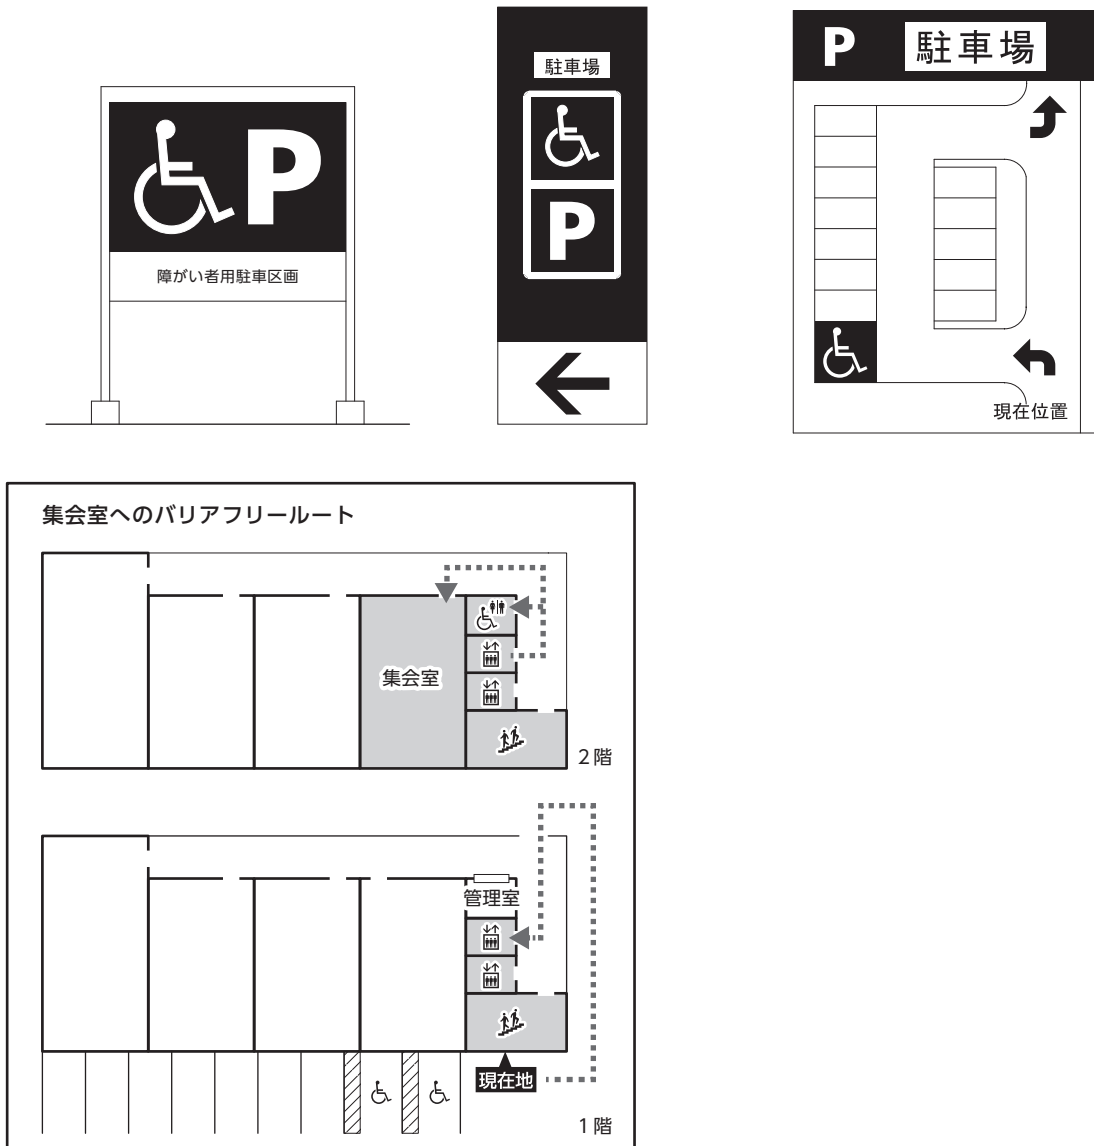 P
障がい者用駐車区画
駐車場
P
P
駐車場
現在位置
集会室へのバリアフリールート
集会室
2階
管理室
現在地
1階